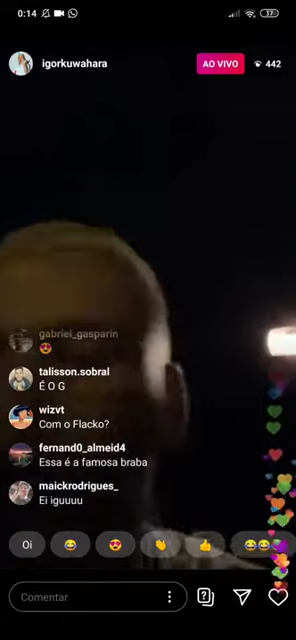 0:14
37
igorkuwahara
AO VIVO
442
gabriel_gasparin
talisson.sobral
É O G
wizvt
Com o Flacko?
fernand0_almeid4
Essa é a famosa braba
maickrodrigues_
Ei iguuuu
Oi
Comentar